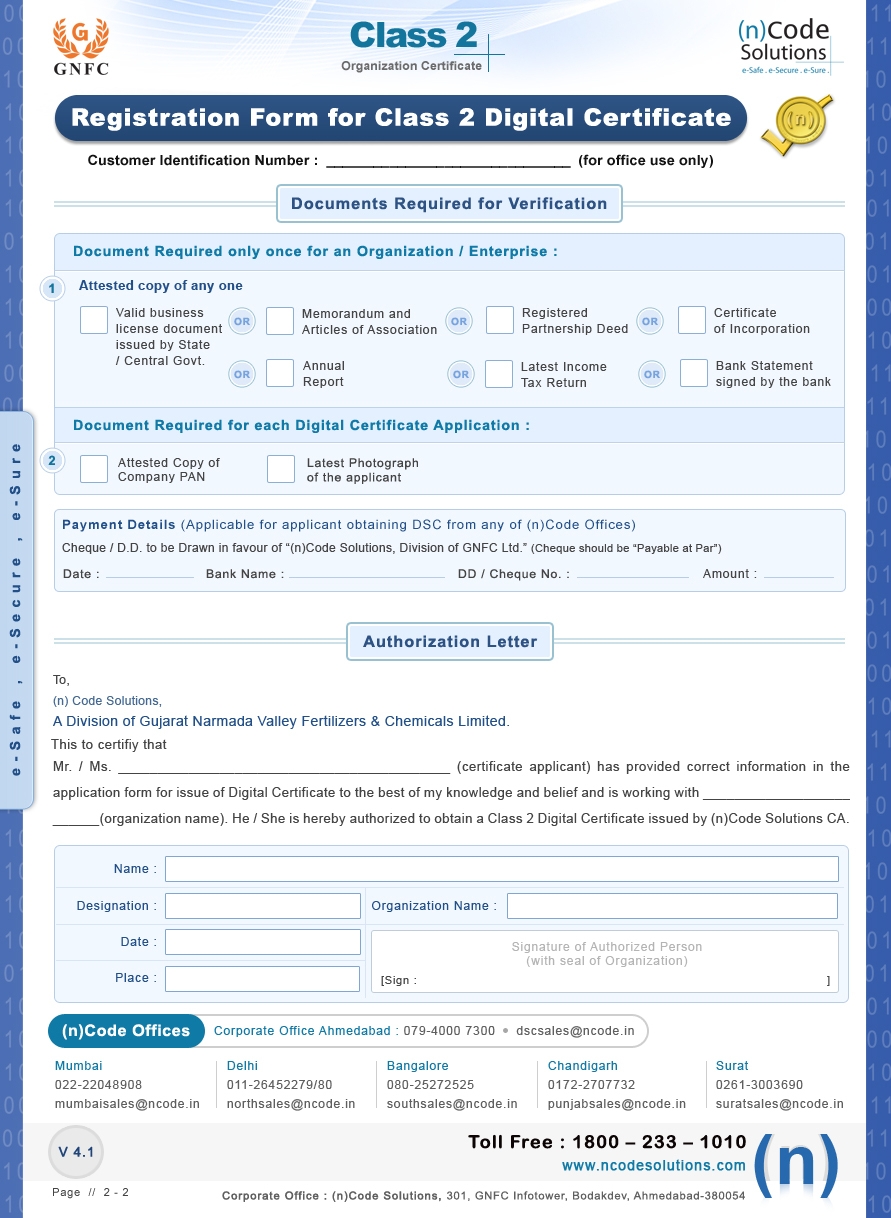 G
GNFC
Class 2
Organization Certificate
(n)Code
Solutions
e-Safe . e-Secure . e-Sure .
Registration Form for Class 2 Digital Certificate
(n)
Customer Identification Number : ______________________________ (for office use only)
Documents Required for Verification
Document Required only once for an Organization / Enterprise :
1
Attested copy of any one
Valid business
license document
issued by State
/ Central Govt.
OR
Memorandum and
Articles of Association
OR
Registered
Partnership Deed
OR
Certificate
of Incorporation
OR
Annual
Report
OR
Latest Income
Tax Return
OR
Bank Statement
signed by the bank
Document Required for each Digital Certificate Application :
2
Attested Copy of
Company PAN
Latest Photograph
of the applicant
e-Safe , e-Secure , e-Sure
Payment Details (Applicable for applicant obtaining DSC from any of (n)Code Offices)
Cheque / D.D. to be Drawn in favour of “(n)Code Solutions, Division of GNFC Ltd.” (Cheque should be “Payable at Par”)
Date : Bank Name : DD / Cheque No. : Amount :
Authorization Letter
To,
(n) Code Solutions,
A Division of Gujarat Narmada Valley Fertilizers & Chemicals Limited.
This to certifiy that
Mr. / Ms. ___________________________________________ (certificate applicant) has provided correct information in the
application form for issue of Digital Certificate to the best of my knowledge and belief and is working with ___________________
______(organization name). He / She is hereby authorized to obtain a Class 2 Digital Certificate issued by (n)Code Solutions CA.
Name :
Designation :
Organization Name :
Date :
Signature of Authorized Person
(with seal of Organization)
Place :
[Sign : ]
(n)Code Offices
Corporate Office Ahmedabad : 079-4000 7300 • dscsales@ncode.in
Mumbai
022-22048908
mumbaisales@ncode.in
Delhi
011-26452279/80
northsales@ncode.in
Bangalore
080-25272525
southsales@ncode.in
Chandigarh
0172-2707732
punjabsales@ncode.in
Surat
0261-3003690
suratsales@ncode.in
V 4.1
Toll Free : 1800 – 233 – 1010
www.ncodesolutions.com
(n)
Page // 2 - 2
Corporate Office : (n)Code Solutions, 301, GNFC Infotower, Bodakdev, Ahmedabad-380054